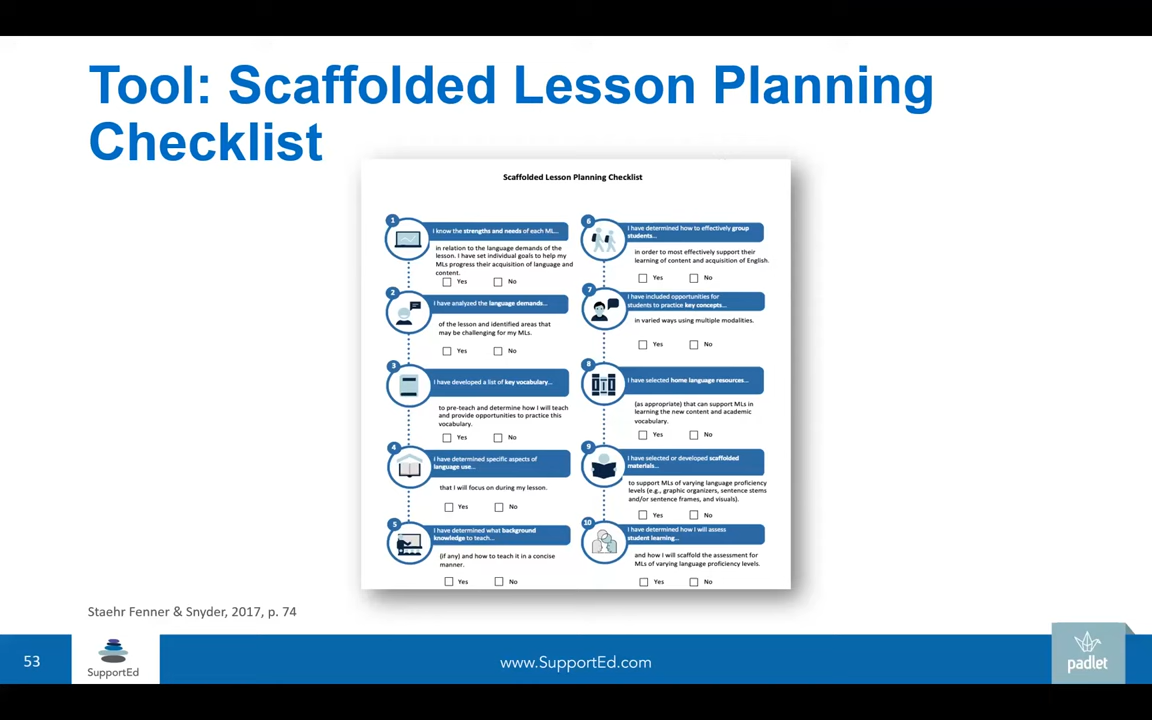 Tool: Scaffolded Lesson Planning
Checklist
Scaffolded Lesson Planning Checklist
1
I know the strengths and needs of each ML...
in relation to the language demands of the
lesson. I have set individual goals to help my
MLs progress their acquisition of language and
content.
Yes No
2
I have analyzed the language demands...
of the lesson and identified areas that
may be challenging for my MLs.
Yes No
3
I have developed a list of key vocabulary...
to pre-teach and determine how I will teach
and provide opportunities to practice this
vocabulary.
Yes No
4
I have determined specific aspects of
language use...
that I will focus on during my lesson.
Yes No
5
I have determined what background
knowledge to teach...
(if any) and how to teach it in a concise
manner.
Yes No
6
I have determined how to effectively group
students...
in order to most effectively support their
learning of content and acquisition of English.
Yes No
7
I have included opportunities for
students to practice key concepts...
in varied ways using multiple modalities.
Yes No
8
I have selected home language resources...
(as appropriate) that can support MLs in
learning the new content and academic
vocabulary.
Yes No
9
I have selected or developed scaffolded
materials...
to support MLs of varying language proficiency
levels (e.g., graphic organizers, sentence stems
and/or sentence frames, and visuals).
Yes No
10
I have determined how I will assess
student learning...
and how I will scaffold the assessment for
MLs of varying language proficiency levels.
Yes No
Staehr Fenner & Snyder, 2017, p. 74
53
SupportEd
www.SupportEd.com
padlet